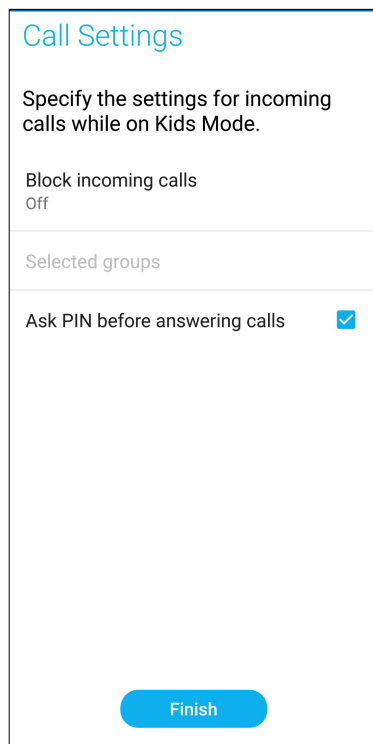 Call Settings
Specify the settings for incoming
calls while on Kids Mode.
Block incoming calls
Off
Selected groups
Ask PIN before answering calls
Finish